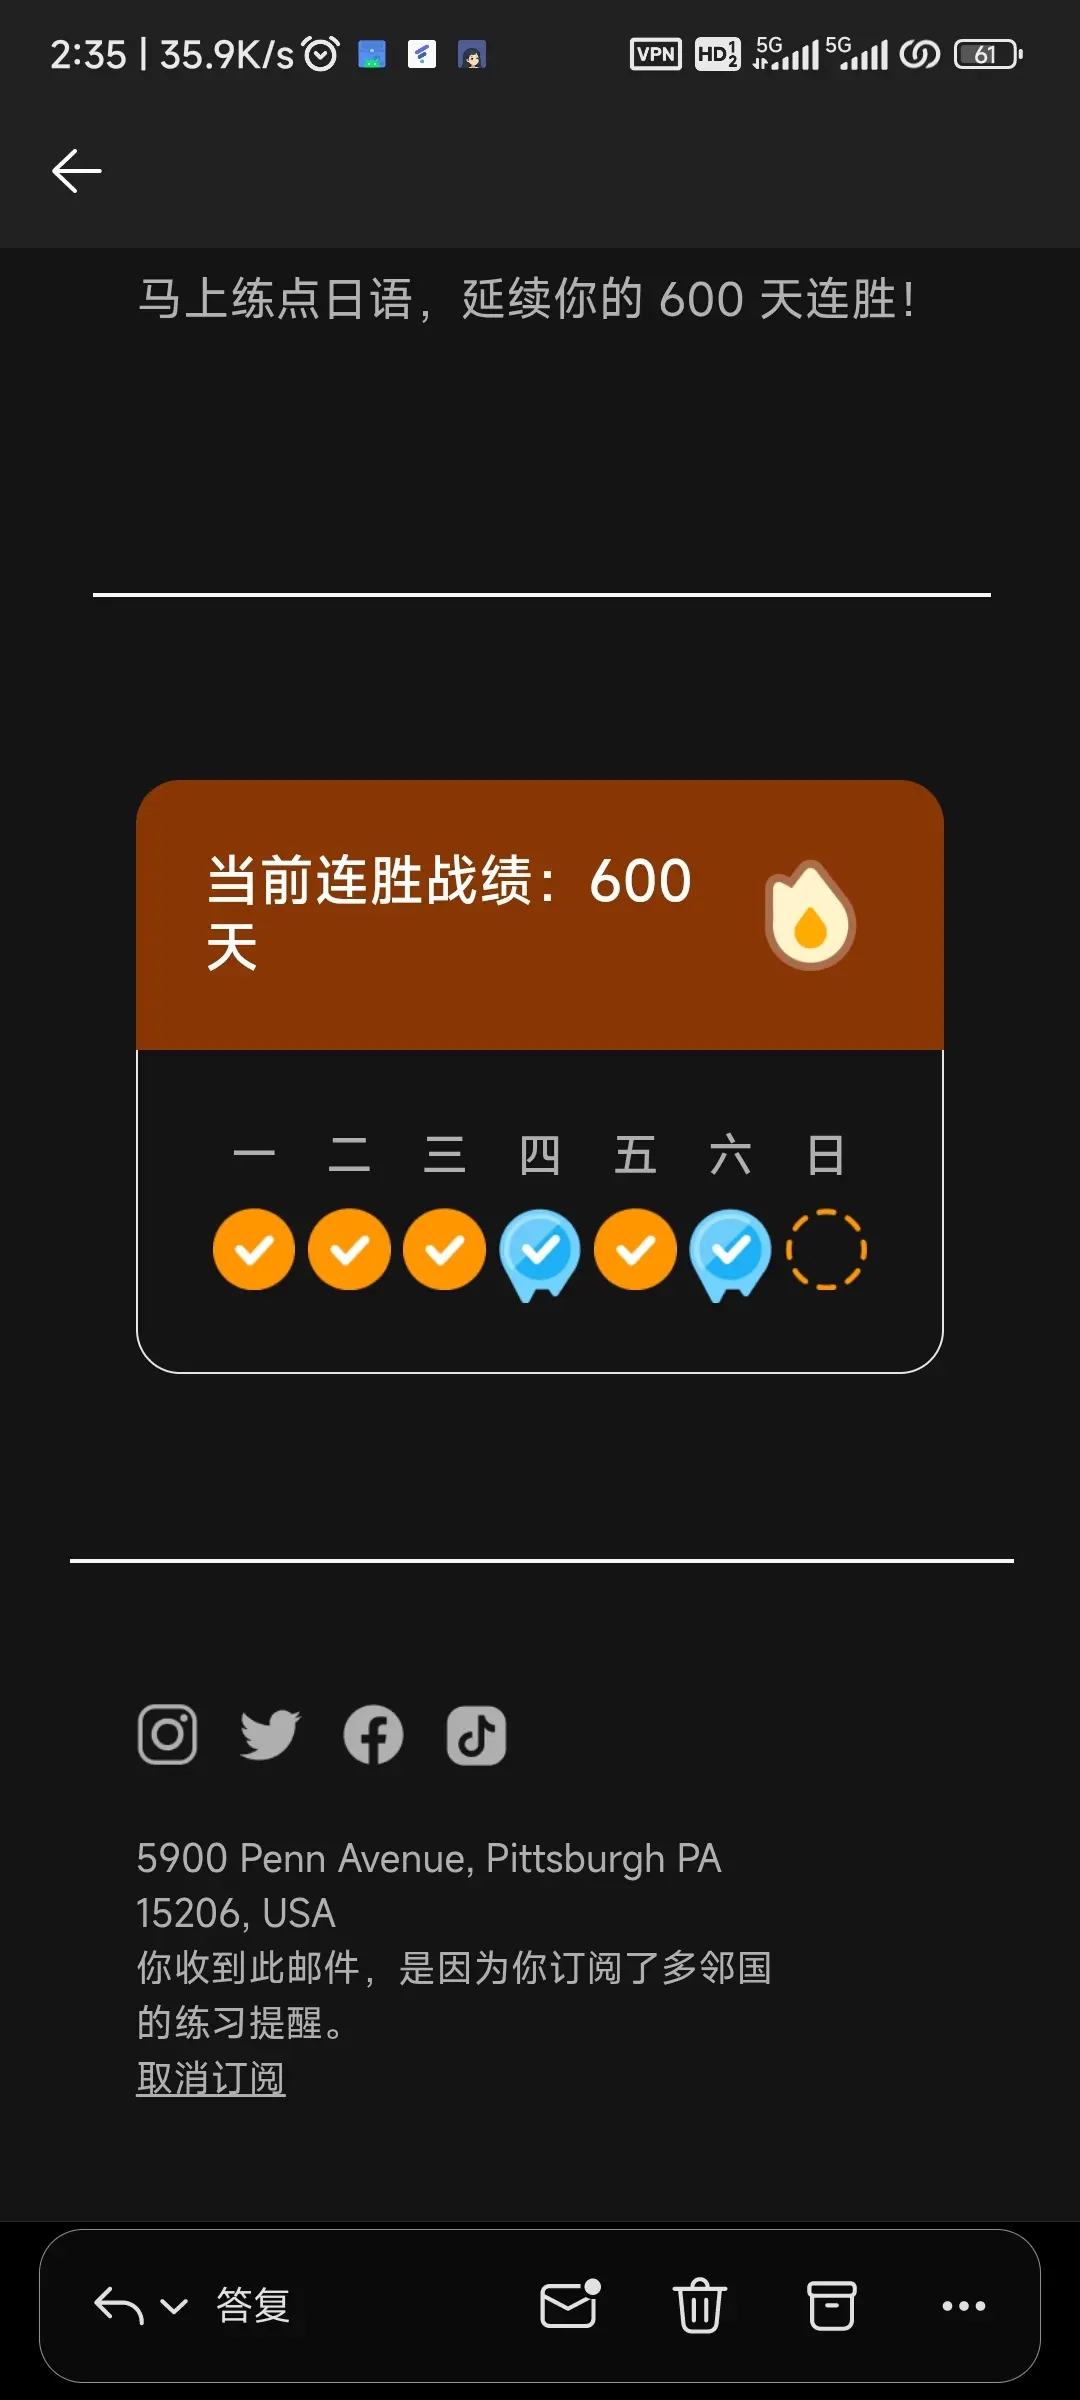 2:35 | 35.9K/s VPN HD 1 2 5G 5G 61
马上练点日语，延续你的 600 天连胜！
当前连胜战绩：600
天
一 二 三 四 五 六 日
5900 Penn Avenue, Pittsburgh PA
15206, USA
你收到此邮件，是因为你订阅了多邻国
的练习提醒。
取消订阅
答复